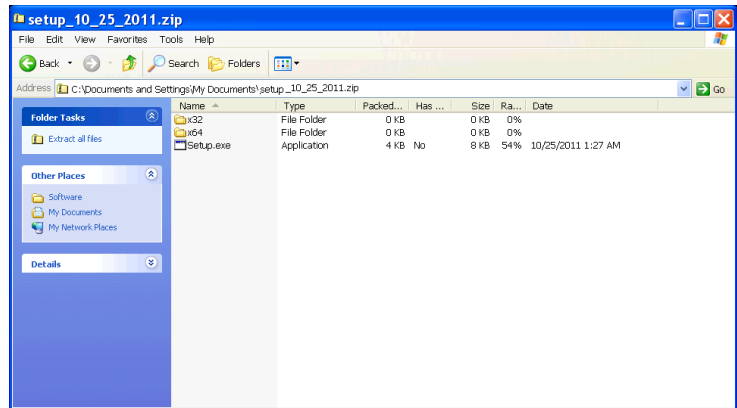 setup_10_25_2011.zip
File Edit View Favorites Tools Help
Back Search Folders
Address C:\Documents and Settings\My Documents\setup_10_25_2011.zip Go
Folder Tasks
Extract all files
Other Places
Software
My Documents
My Network Places
Details
Name Type Packed... Has ... Size Ra... Date
x32 File Folder 0 KB 0 KB 0%
x64 File Folder 0 KB 0 KB 0%
Setup.exe Application 4 KB No 8 KB 54% 10/25/2011 1:27 AM